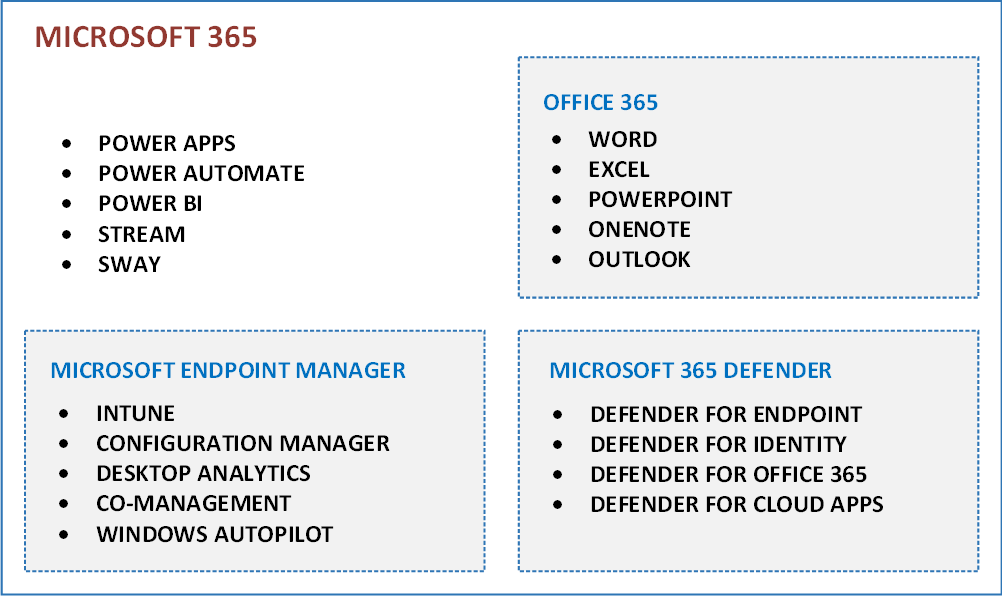 MICROSOFT 365
• POWER APPS
• POWER AUTOMATE
• POWER BI
• STREAM
• SWAY
OFFICE 365
• WORD
• EXCEL
• POWERPOINT
• ONENOTE
• OUTLOOK
MICROSOFT ENDPOINT MANAGER
• INTUNE
• CONFIGURATION MANAGER
• DESKTOP ANALYTICS
• CO-MANAGEMENT
• WINDOWS AUTOPILOT
MICROSOFT 365 DEFENDER
• DEFENDER FOR ENDPOINT
• DEFENDER FOR IDENTITY
• DEFENDER FOR OFFICE 365
• DEFENDER FOR CLOUD APPS